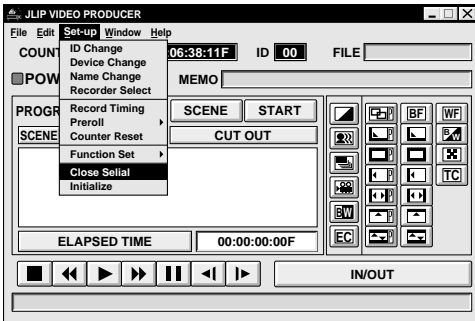 JLIP VIDEO PRODUCER
File Edit Set-up Window Help
COUNT 06:38:11F ID 00 FILE
ID Change
Device Change
Name Change
Recorder Select
Record Timing
Preroll
Counter Reset
Function Set
Close Selial
Initialize
POW MEMO
PROGR SCENE START
SCENE CUT OUT
BF WF
B/W
P
TC
BW
EC
ELAPSED TIME 00:00:00:00F
IN/OUT